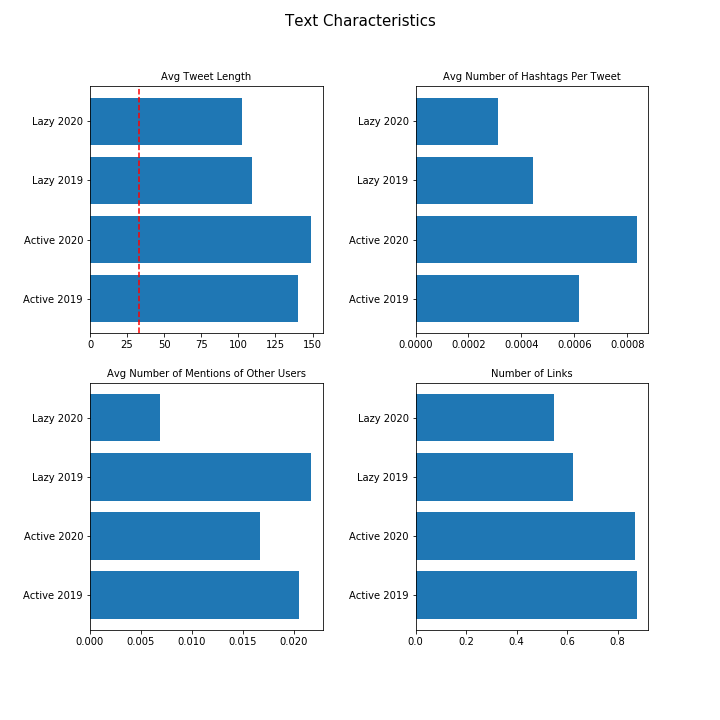 Text Characteristics
Avg Tweet Length
Lazy 2020
Lazy 2019
Active 2020
Active 2019
0 25 50 75 100 125 150
Avg Number of Hashtags Per Tweet
Lazy 2020
Lazy 2019
Active 2020
Active 2019
0.0000 0.0002 0.0004 0.0006 0.0008
Avg Number of Mentions of Other Users
Lazy 2020
Lazy 2019
Active 2020
Active 2019
0.000 0.005 0.010 0.015 0.020
Number of Links
Lazy 2020
Lazy 2019
Active 2020
Active 2019
0.0 0.2 0.4 0.6 0.8